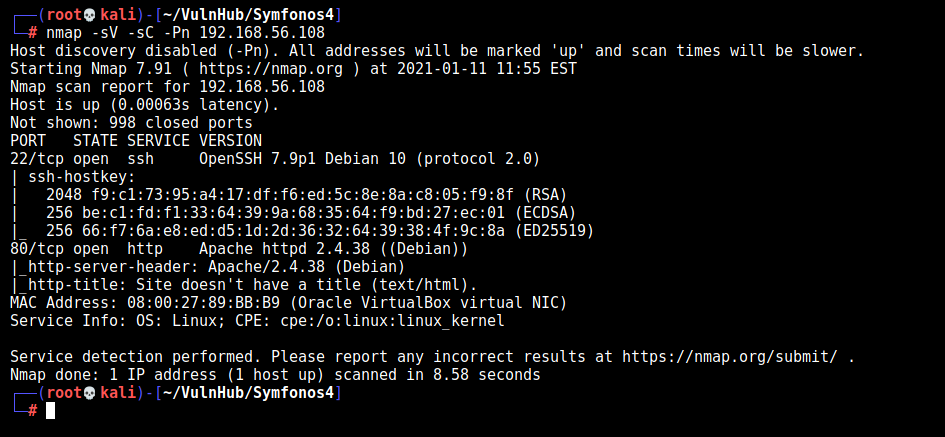 ┌──(root💀kali)-[~/VulnHub/Symfonos4]
└─# nmap -sV -sC -Pn 192.168.56.108
Host discovery disabled (-Pn). All addresses will be marked 'up' and scan times will be slower.
Starting Nmap 7.91 ( https://nmap.org ) at 2021-01-11 11:55 EST
Nmap scan report for 192.168.56.108
Host is up (0.00063s latency).
Not shown: 998 closed ports
PORT   STATE SERVICE VERSION
22/tcp open  ssh     OpenSSH 7.9p1 Debian 10 (protocol 2.0)
| ssh-hostkey:
|   2048 f9:c1:73:95:a4:17:df:f6:ed:5c:8e:8a:c8:05:f9:8f (RSA)
|   256 be:c1:fd:f1:33:64:39:9a:68:35:64:f9:bd:27:ec:01 (ECDSA)
|_  256 66:f7:6a:e8:ed:d5:1d:2d:36:32:64:39:38:4f:9c:8a (ED25519)
80/tcp open  http    Apache httpd 2.4.38 ((Debian))
|_http-server-header: Apache/2.4.38 (Debian)
|_http-title: Site doesn't have a title (text/html).
MAC Address: 08:00:27:89:BB:B9 (Oracle VirtualBox virtual NIC)
Service Info: OS: Linux; CPE: cpe:/o:linux:linux_kernel

Service detection performed. Please report any incorrect results at https://nmap.org/submit/ .
Nmap done: 1 IP address (1 host up) scanned in 8.58 seconds
┌──(root💀kali)-[~/VulnHub/Symfonos4]
└─#